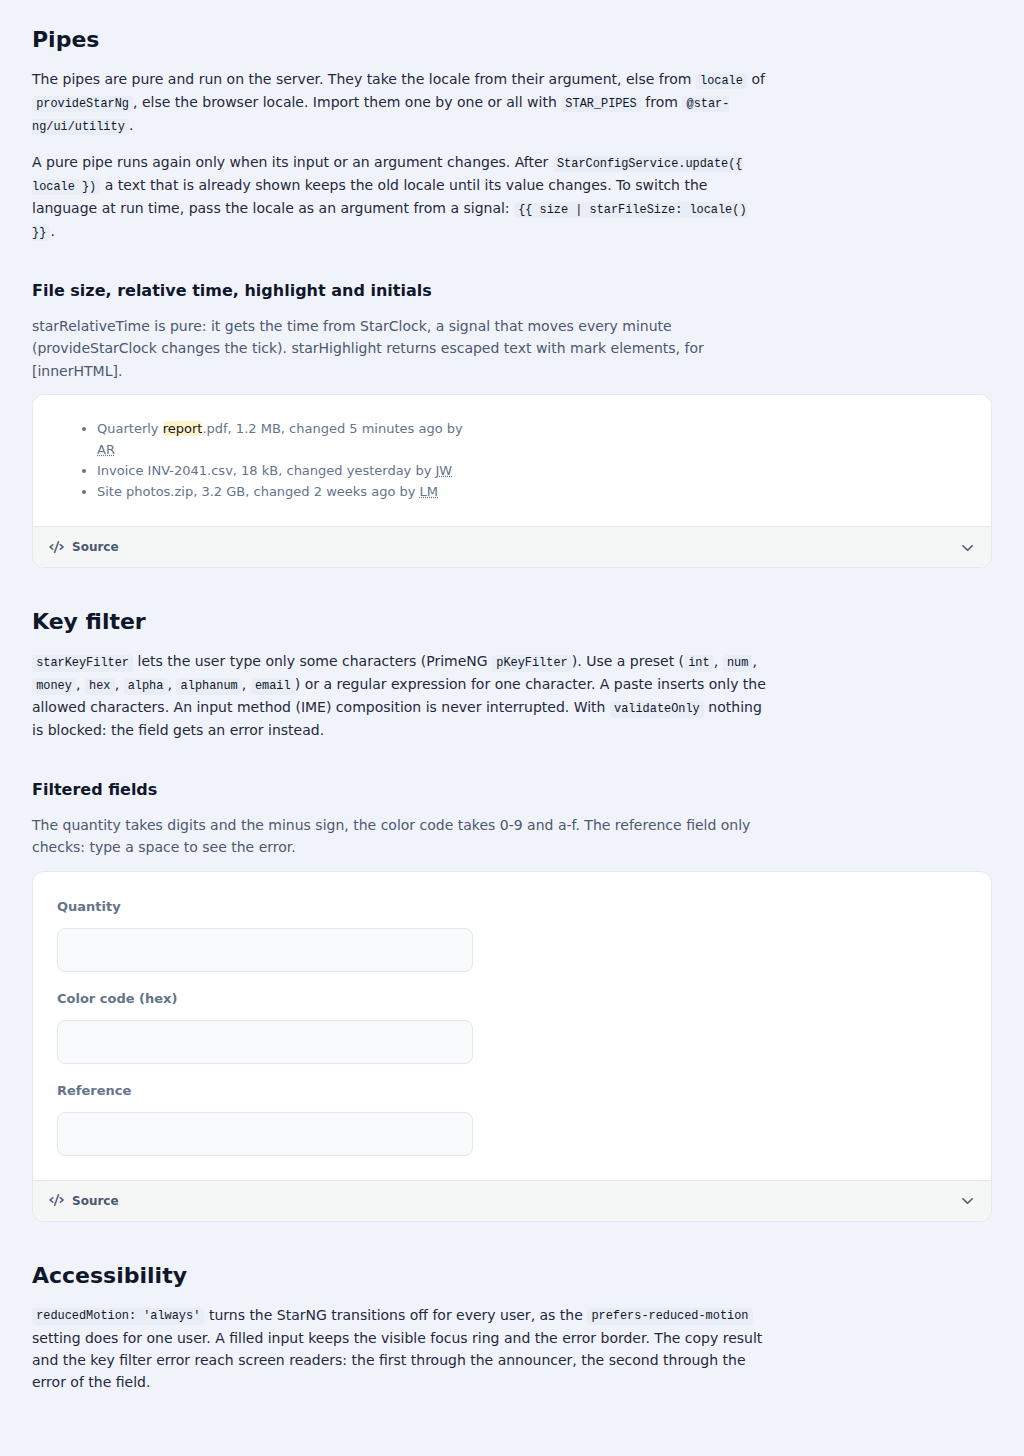 Pipes
The pipes are pure and run on the server. They take the locale from their argument, else from locale of
provideStarNg, else the browser locale. Import them one by one or all with STAR_PIPES from @star-
ng/ui/utility.
A pure pipe runs again only when its input or an argument changes. After StarConfigService.update({
locale }) a text that is already shown keeps the old locale until its value changes. To switch the
language at run time, pass the locale as an argument from a signal: {{ size | starFileSize: locale()
}}.
File size, relative time, highlight and initials
starRelativeTime is pure: it gets the time from StarClock, a signal that moves every minute
(provideStarClock changes the tick). starHighlight returns escaped text with mark elements, for
[innerHTML].
• Quarterly report.pdf, 1.2 MB, changed 5 minutes ago by
AR
• Invoice INV-2041.csv, 18 kB, changed yesterday by JW
• Site photos.zip, 3.2 GB, changed 2 weeks ago by LM
</> Source
Key filter
starKeyFilter lets the user type only some characters (PrimeNG pKeyFilter). Use a preset (int, num,
money, hex, alpha, alphanum, email) or a regular expression for one character. A paste inserts only the
allowed characters. An input method (IME) composition is never interrupted. With validateOnly nothing
is blocked: the field gets an error instead.
Filtered fields
The quantity takes digits and the minus sign, the color code takes 0-9 and a-f. The reference field only
checks: type a space to see the error.
Quantity
Color code (hex)
Reference
</> Source
Accessibility
reducedMotion: 'always' turns the StarNG transitions off for every user, as the prefers-reduced-motion
setting does for one user. A filled input keeps the visible focus ring and the error border. The copy result
and the key filter error reach screen readers: the first through the announcer, the second through the
error of the field.